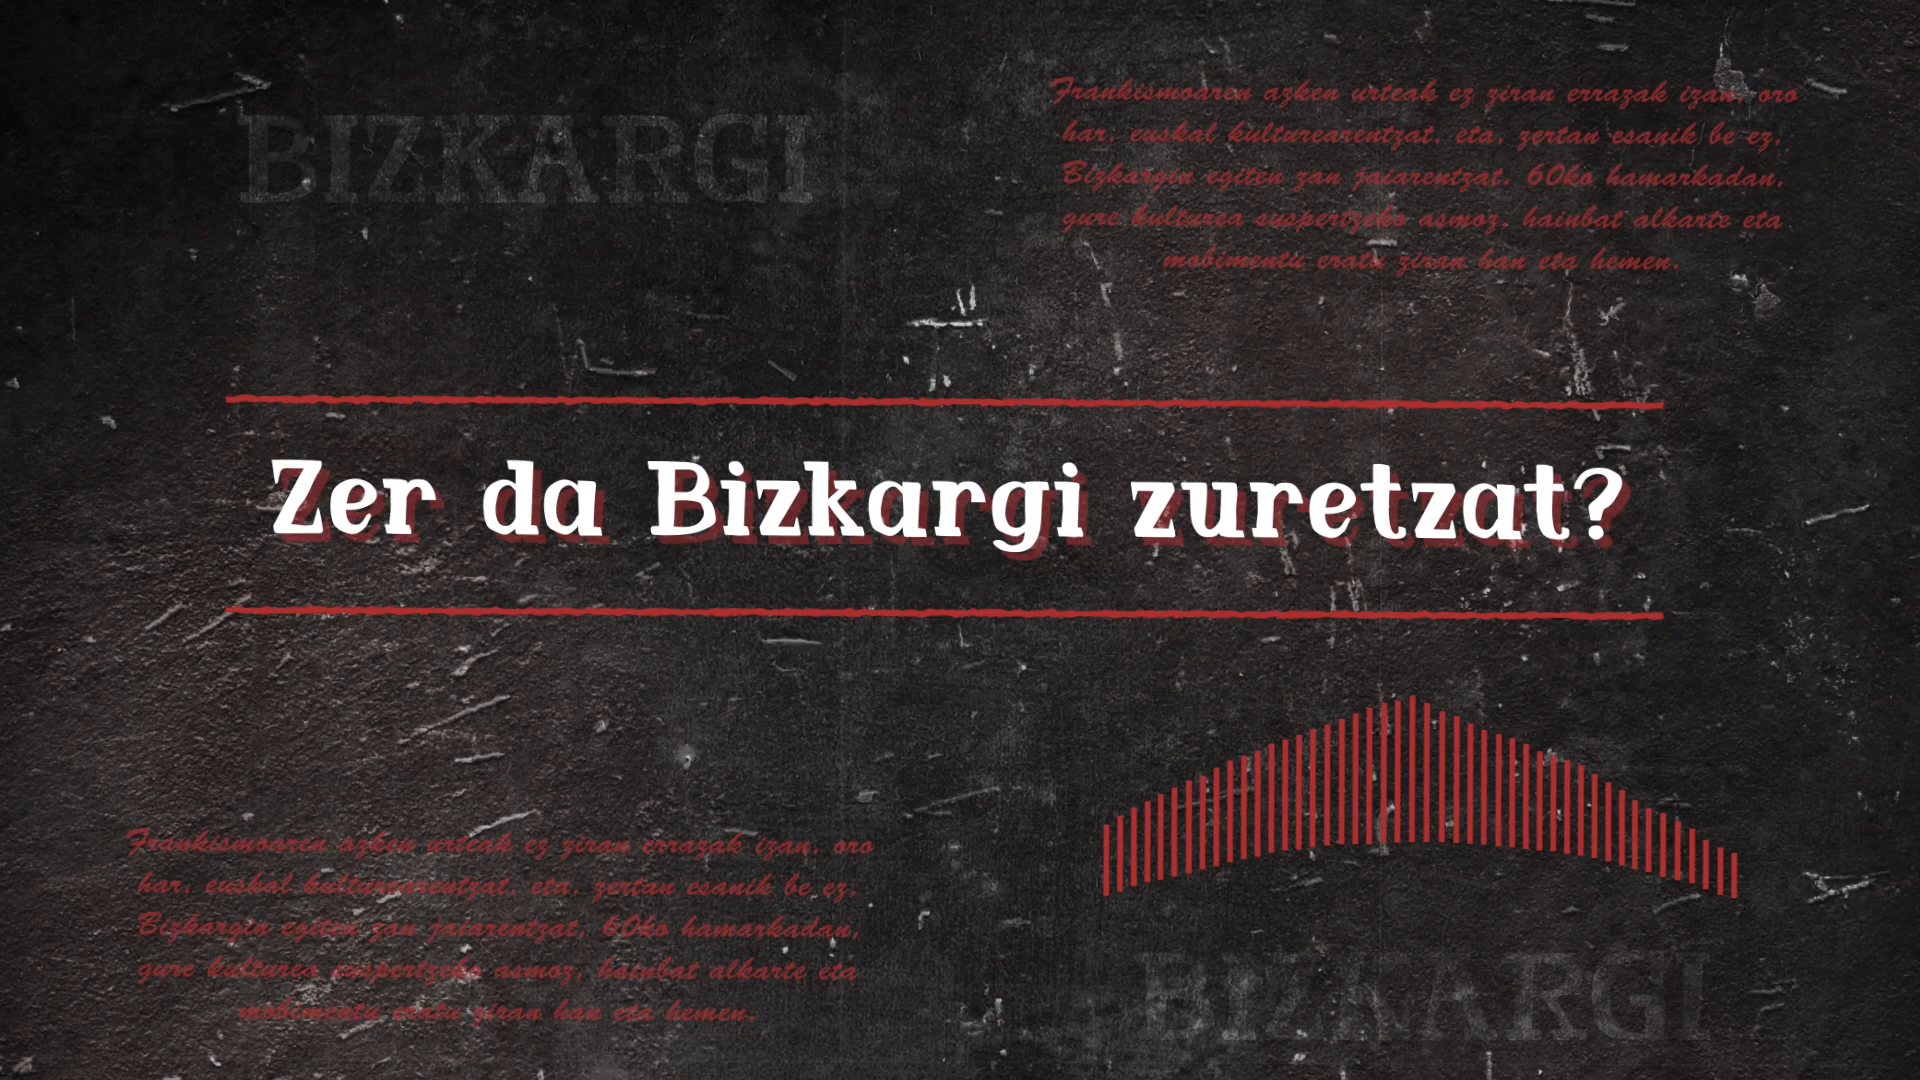 BIZKARGI
Frankismoaren azken urteak ez ziran errazak izan, oro
har, euskal kulturearentzat, eta, zertan esanik be ez,
Bizkargin egiten zan jaiarentzat. 60ko hamarkadan,
gure kulturea suspertzeko asmoz, hainbat alkarte eta
mobimentu eratu ziran han eta hemen.
Zer da Bizkargi zuretzat?
Frankismoaren azken urteak ez ziran errazak izan, oro
har, euskal kulturearentzat, eta, zertan esanik be ez,
Bizkargin egiten zan jaiarentzat. 60ko hamarkadan,
gure kulturea suspertzeko asmoz, hainbat alkarte eta
mobimentu eratu ziran han eta hemen.
BIZKARGI